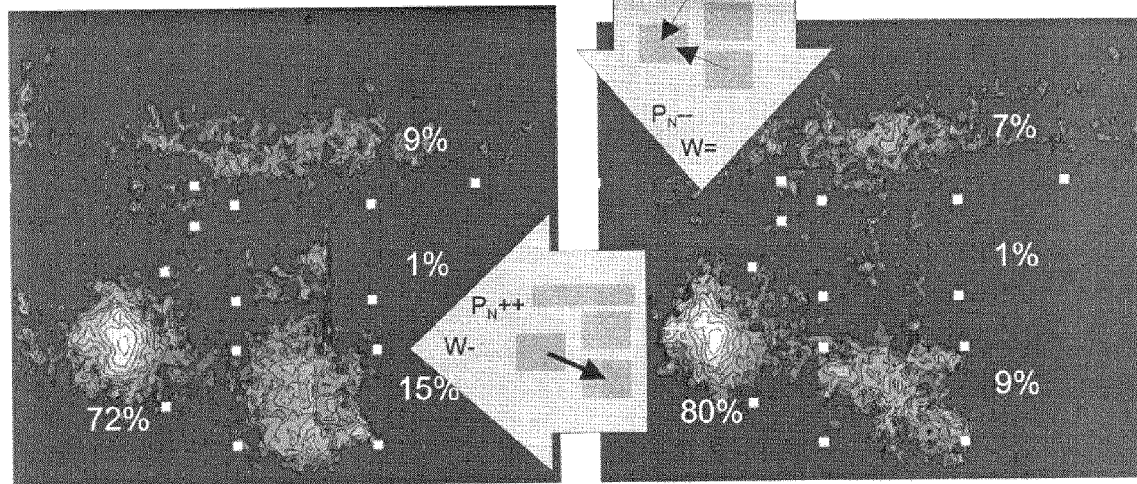 9%
1%
15%
72%
P_N++
W-
P_N--
W=
7%
1%
9%
80%